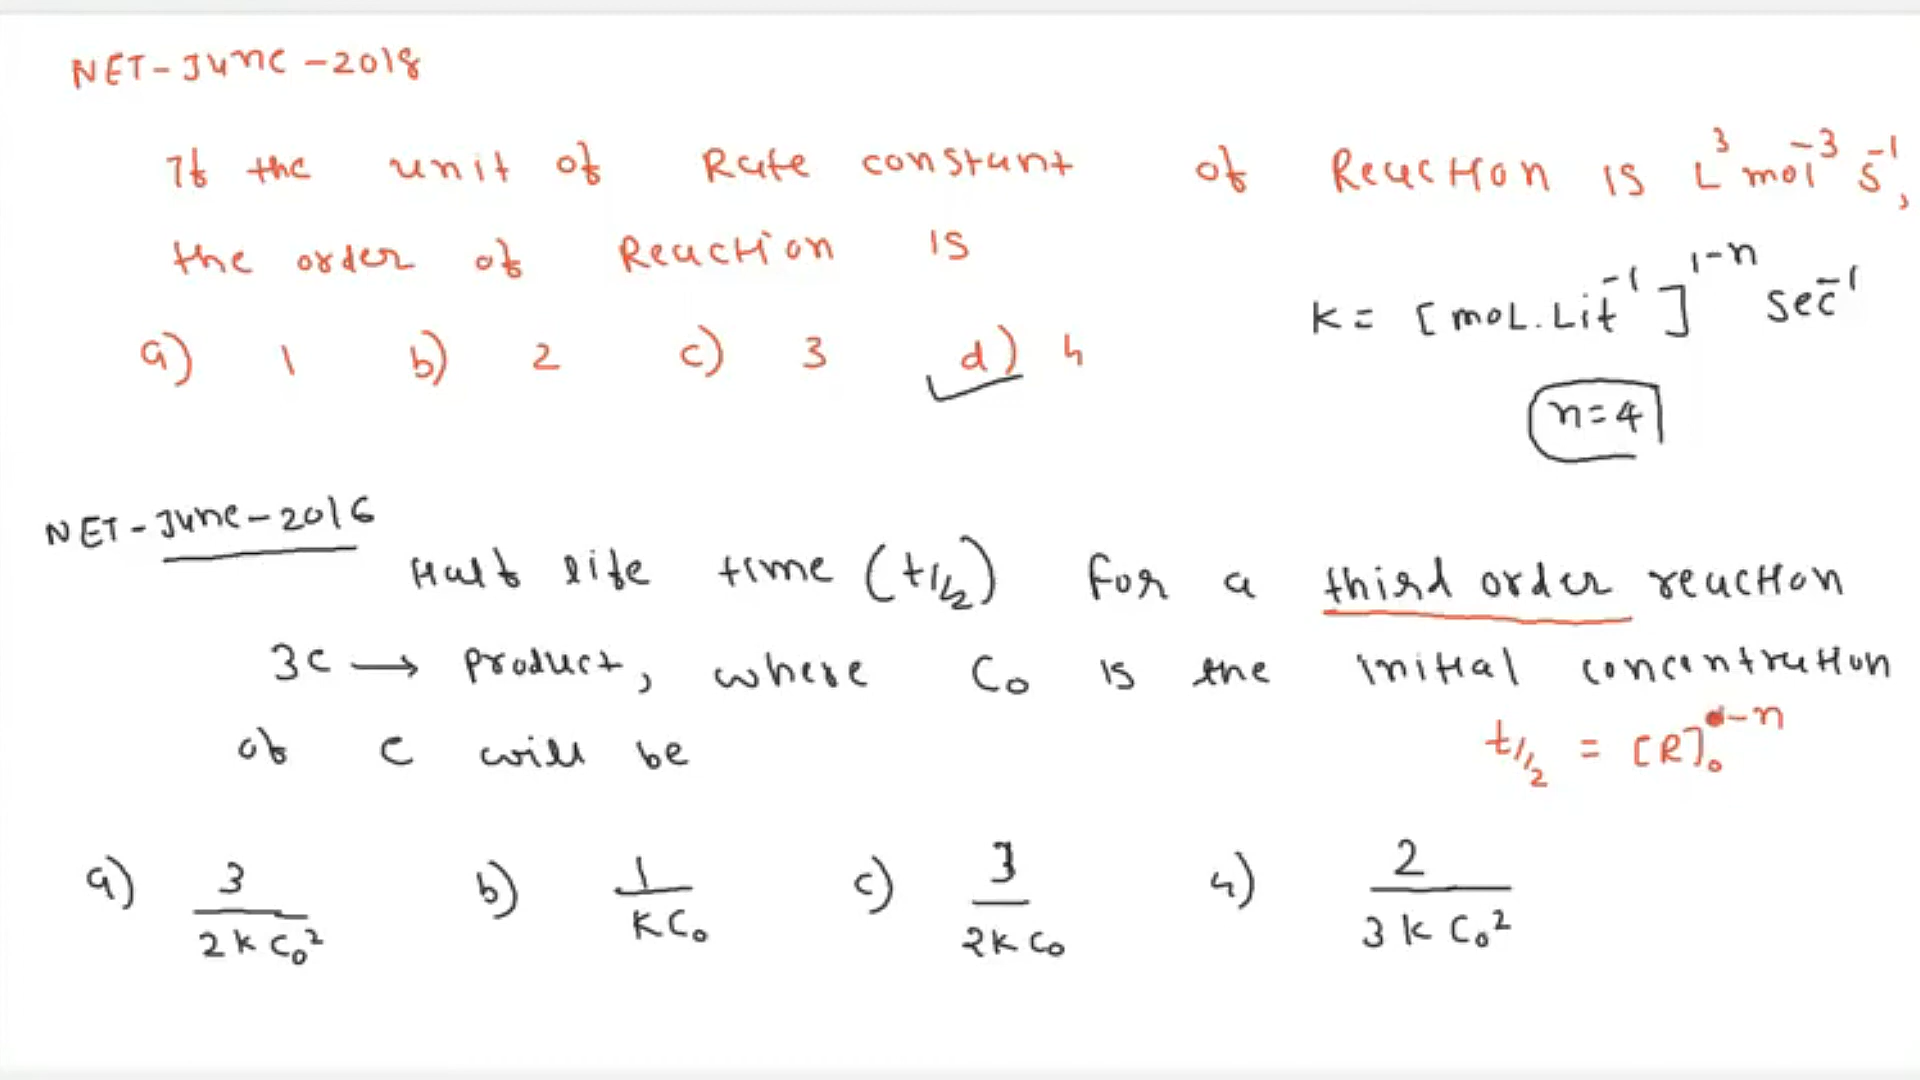 NET-June-2018
If the unit of Rate constant of Reaction is L³ mol⁻³ S⁻¹,
the order of Reaction is
K = [moL.Lit⁻¹]¹⁻ⁿ Sec⁻¹
a) 1 b) 2 c) 3 d) 4
n=4
NET-June-2016
Half life time (t1/2) for a third order reaction
3C → Product, where C₀ is the initial concentration
of C will be
t1/2 = [R]₀ -n
a) 3/2kC₀² b) 1/KC₀ c) 3/2KC₀ 4) 2/3kC₀²